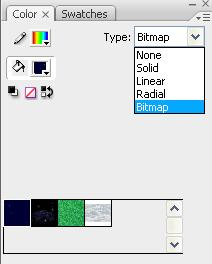 Color × Swatches
Type: Bitmap
None
Solid
Linear
Radial
Bitmap